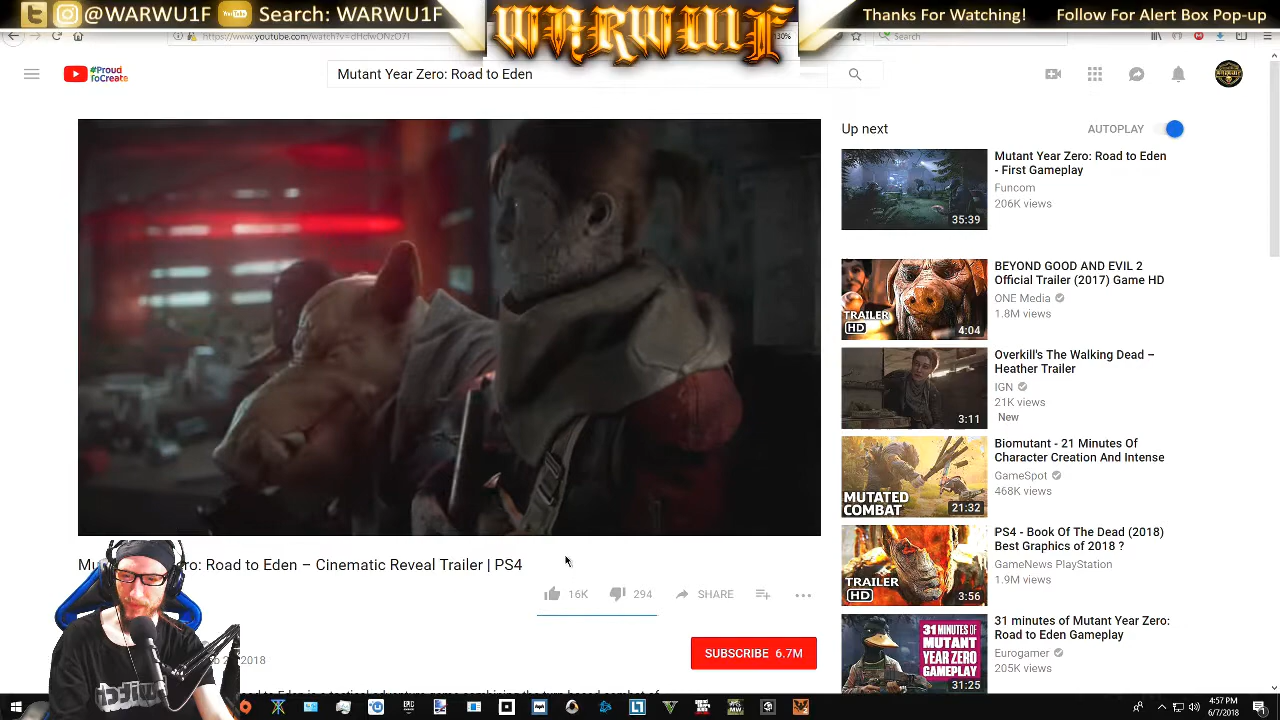 @WARWU1F
YouTube
Search: WARWU1F
WARWU1F
Thanks For Watching!
Follow For Alert Box Pop-up
Search
#Proud
toCreate
Mutant Year Zero: Road to Eden
Up next
AUTOPLAY
Mutant Year Zero: Road to Eden
- First Gameplay
Funcom
206K views
35:39
BEYOND GOOD AND EVIL 2
Official Trailer (2017) Game HD
ONE Media
1.8M views
TRAILER
HD
4:04
Overkill's The Walking Dead –
Heather Trailer
IGN
21K views
New
3:11
Biomutant - 21 Minutes Of
Character Creation And Intense
GameSpot
468K views
MUTATED
COMBAT
21:32
PS4 - Book Of The Dead (2018)
Best Graphics of 2018 ?
GameNews PlayStation
1.9M views
TRAILER
HD
3:56
31 minutes of Mutant Year Zero:
Road to Eden Gameplay
Eurogamer
205K views
31 MINUTES OF
MUTANT
YEAR ZERO
GAMEPLAY
31:25
ro: Road to Eden – Cinematic Reveal Trailer | PS4
16K
294
SHARE
2018
SUBSCRIBE 6.7M
4:57 PM
6/7/2018